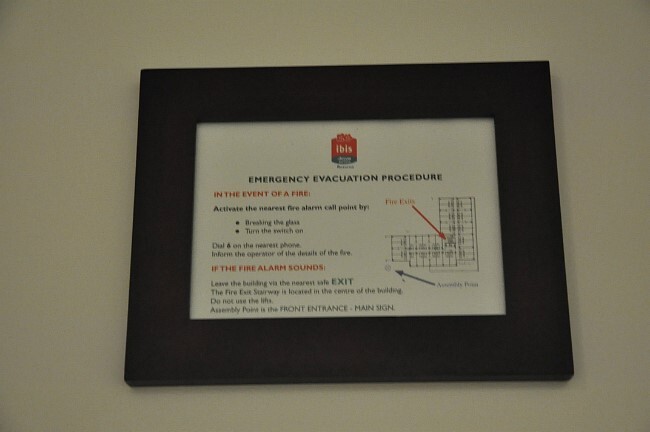 ibis
EMERGENCY EVACUATION PROCEDURE
IN THE EVENT OF A FIRE:
Activate the nearest fire alarm call point by:
● Breaking the glass
● Turn the switch on
Dial 6 on the nearest phone.
Inform the operator of the details of the fire.
IF THE FIRE ALARM SOUNDS:
Leave the building via the nearest safe EXIT
The Fire Exit Stairway is located in the centre of the building.
Do not use the lifts.
Assembly Point is the FRONT ENTRANCE - MAIN SIGN.
Fire Exits
Assembly Point